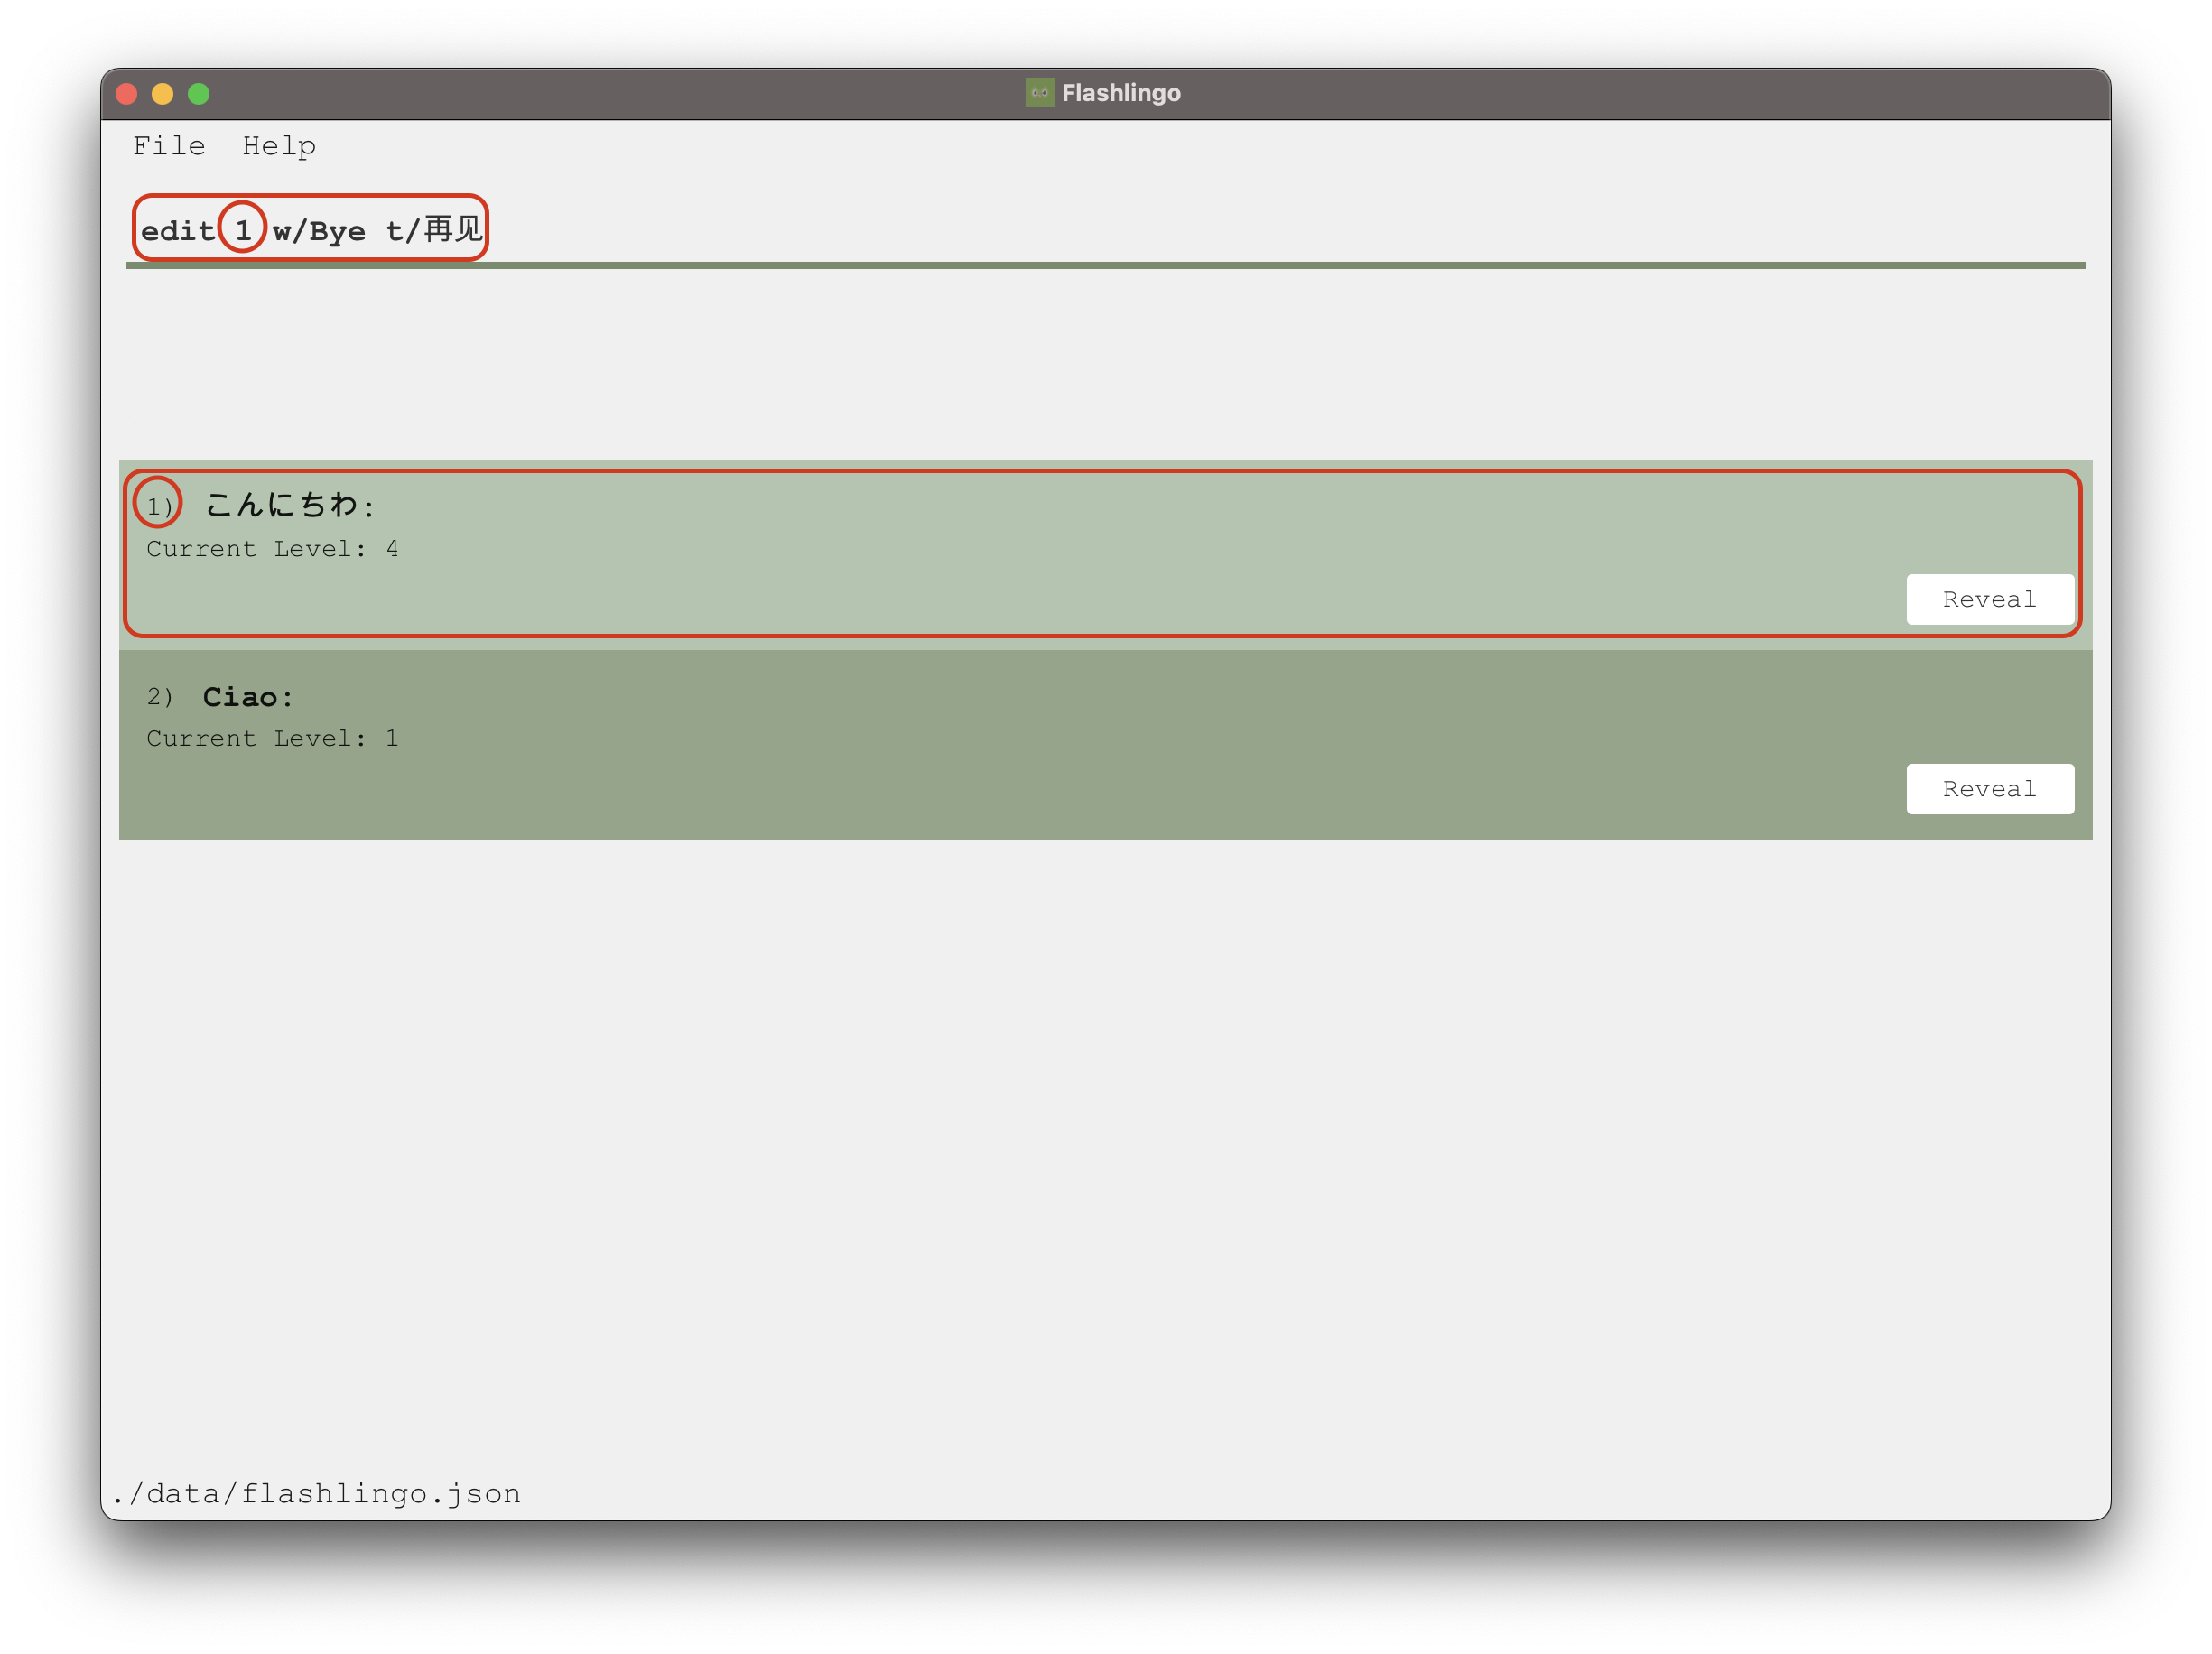 Flashlingo
File Help
edit 1 w/Bye t/再见
1) こんにちわ:
Current Level: 4
Reveal
2) Ciao:
Current Level: 1
Reveal
./data/flashlingo.json